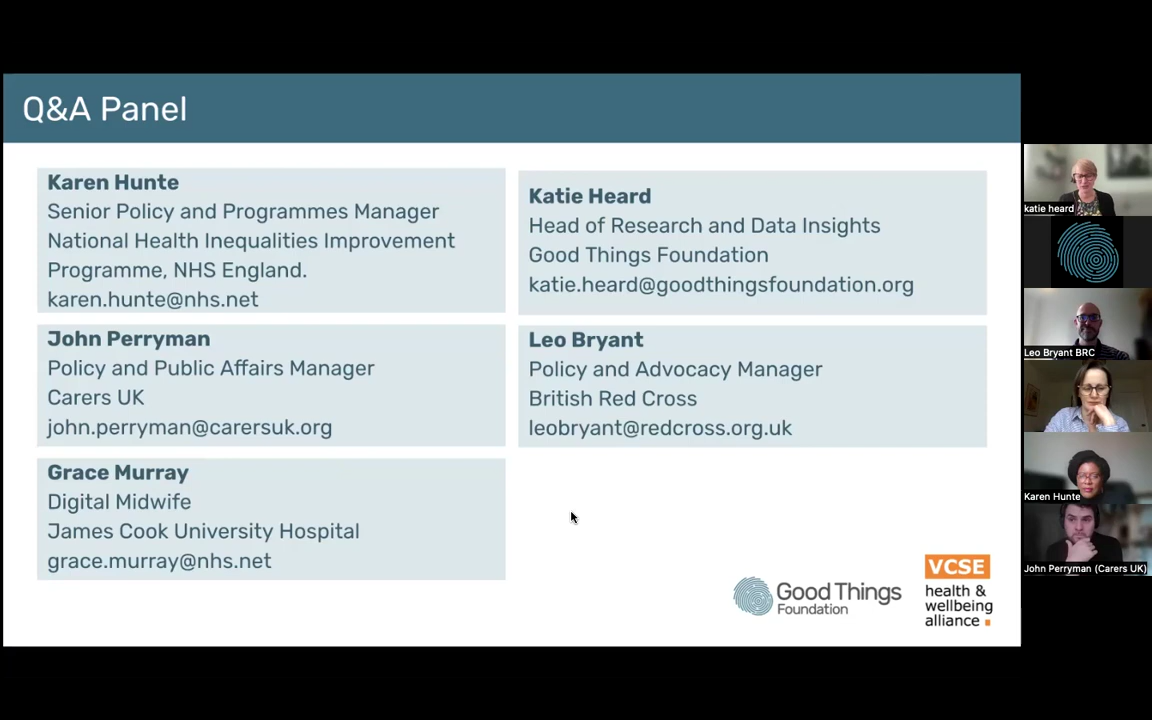 Q&A Panel
Karen Hunte
Senior Policy and Programmes Manager
National Health Inequalities Improvement
Programme, NHS England.
karen.hunte@nhs.net
Katie Heard
Head of Research and Data Insights
Good Things Foundation
katie.heard@goodthingsfoundation.org
John Perryman
Policy and Public Affairs Manager
Carers UK
john.perryman@carersuk.org
Leo Bryant
Policy and Advocacy Manager
British Red Cross
leobryant@redcross.org.uk
Grace Murray
Digital Midwife
James Cook University Hospital
grace.murray@nhs.net
Good Things
Foundation
VCSE
health &
wellbeing
alliance
katie heard
Leo Bryant BRC
Karen Hunte
John Perryman (Carers UK)